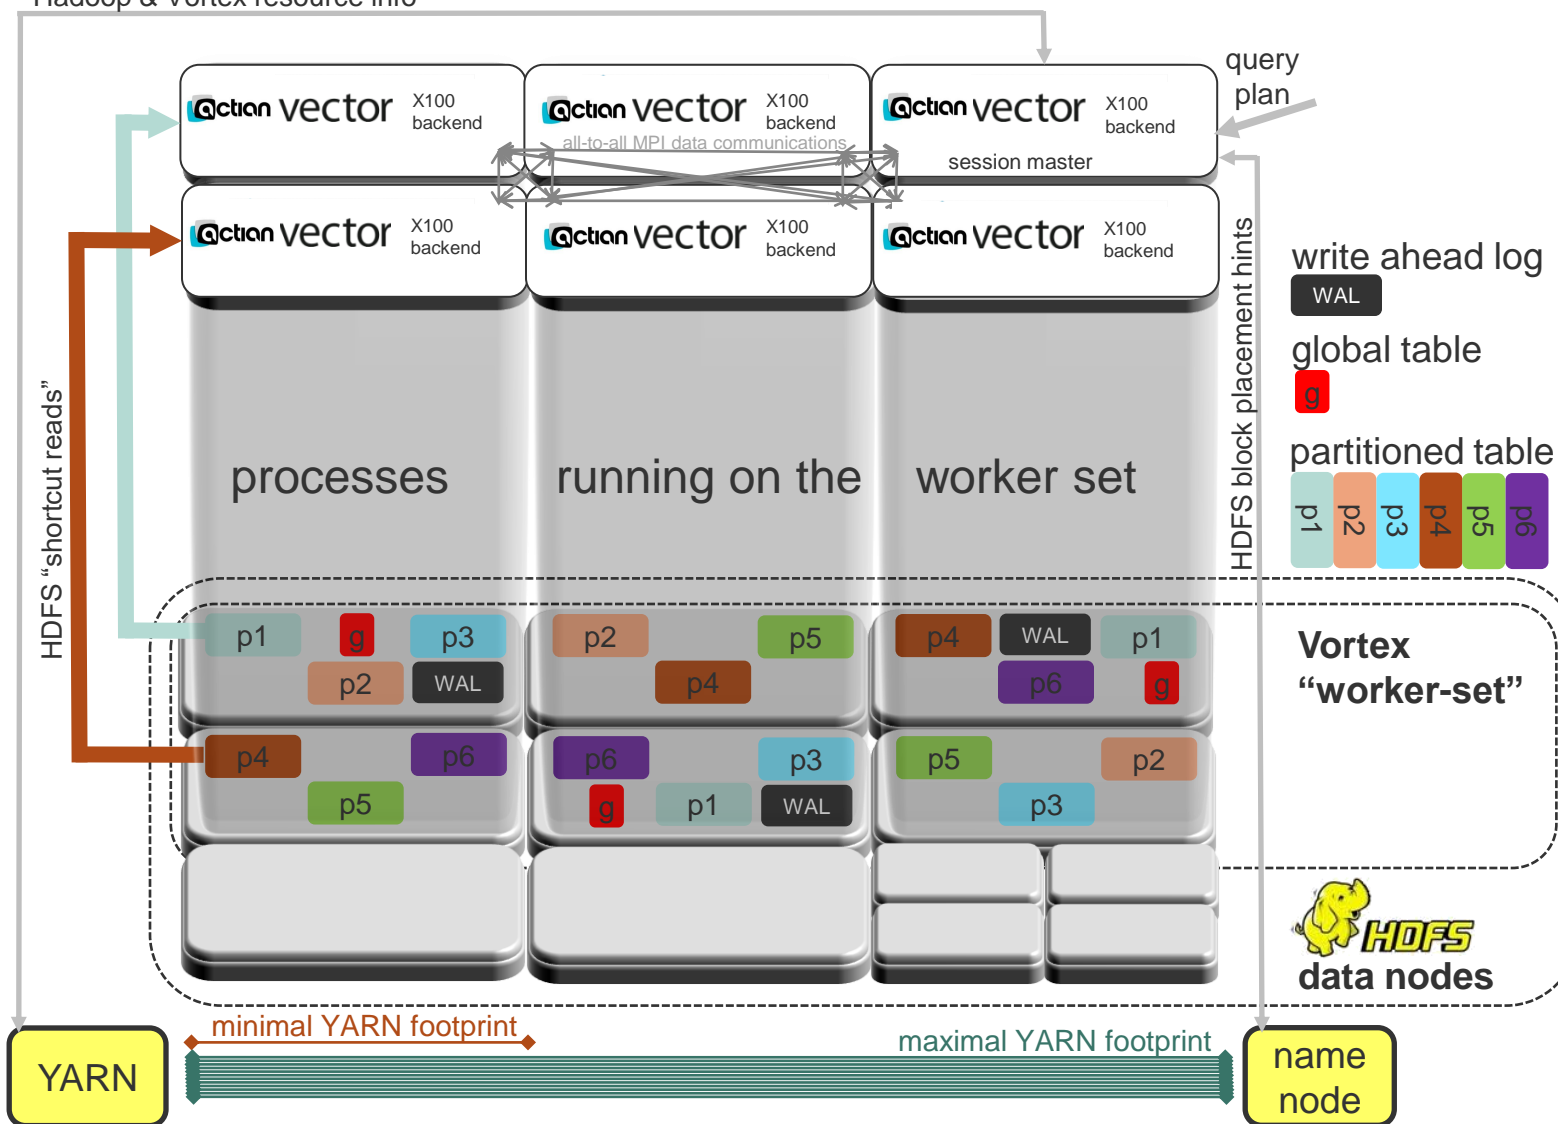 Hadoop & Vortex resource info
query
plan
actian vector X100
backend
actian vector X100
backend
actian vector X100
backend
all-to-all MPI data communications
session master
actian vector X100
backend
actian vector X100
backend
actian vector X100
backend
HDFS “shortcut reads”
HDFS block placement hints
write ahead log
WAL
global table
g
partitioned table
p1 p2 p3 p4 p5 p6
processes running on the worker set
p1 g p3 p2 p5 p4 WAL p1
p2 WAL p4 p6 g
p4 p6 p6 p3 p5 p2
p5 g p1 WAL p3
Vortex
“worker-set”
HDFS
data nodes
minimal YARN footprint
maximal YARN footprint
YARN
name
node